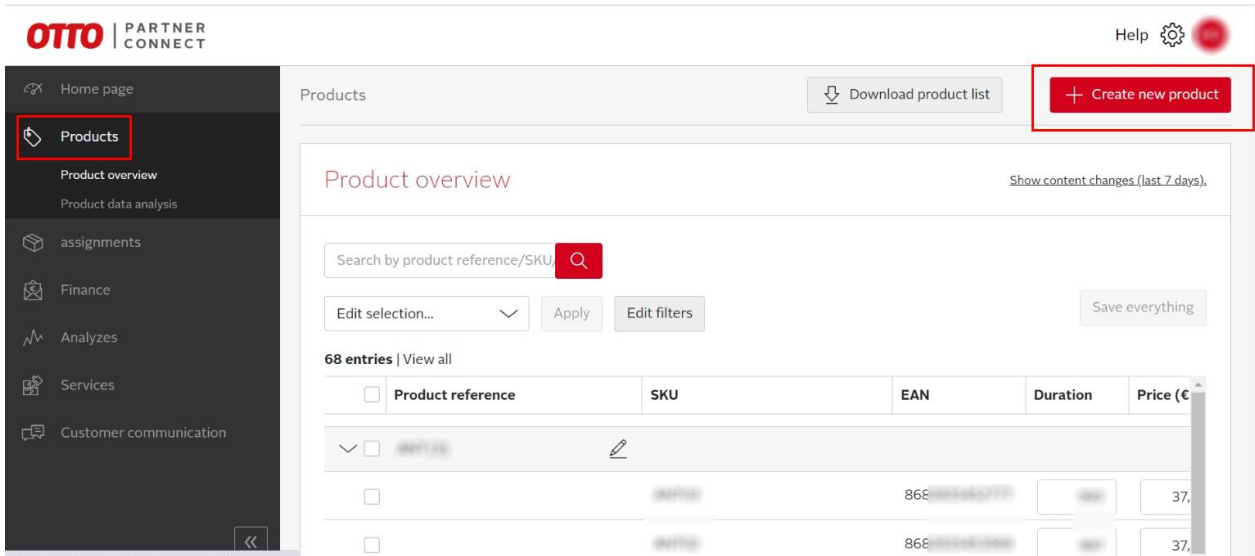 OTTO | PARTNER CONNECT
Help
Home page
Products
Product overview
Product data analysis
assignments
Finance
Analyzes
Services
Customer communication
Products
Download product list
+ Create new product
Product overview
Show content changes (last 7 days).
Search by product reference/SKU/
Edit selection...
Apply
Edit filters
Save everything
68 entries | View all
Product reference SKU EAN Duration Price (€
868
37,
868
37,